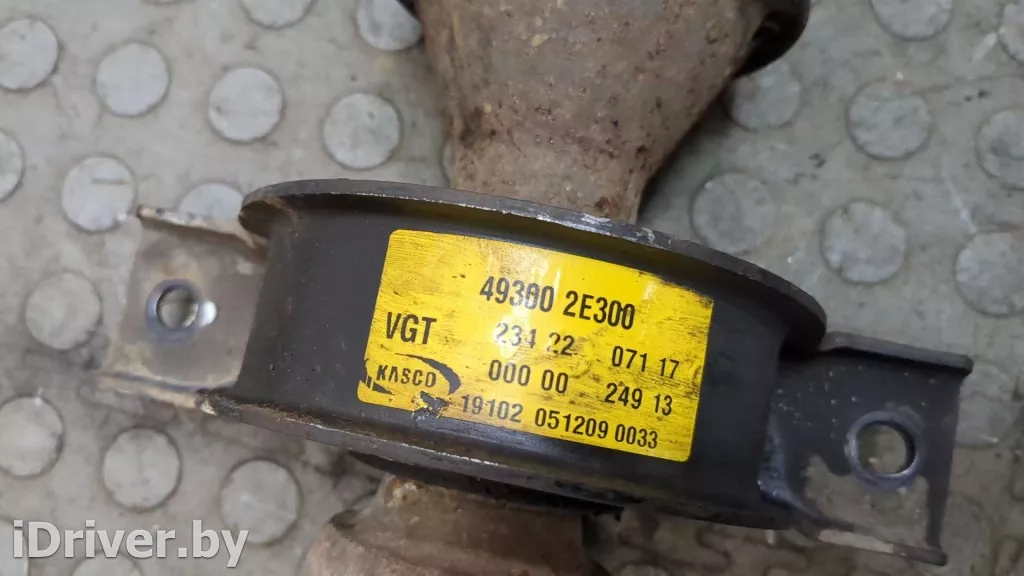 49300 2E300
VGT 234 22 071 17
KASCO 000 00 249 13
19102 051209 0033
iDriver.by